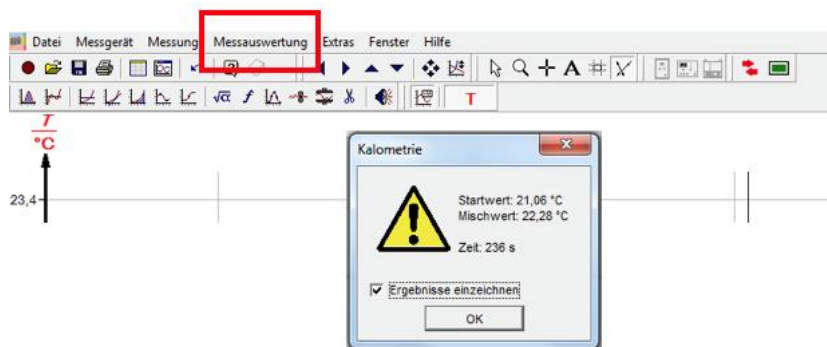 Datei Messgerät Messung Messauswertung Extras Fenster Hilfe
A
√α f T
T
°C
23,4
Kalometrie
Startwert: 21,06 °C
Mischwert: 22,28 °C
Zeit: 236 s
Ergebnisse einzeichnen
OK